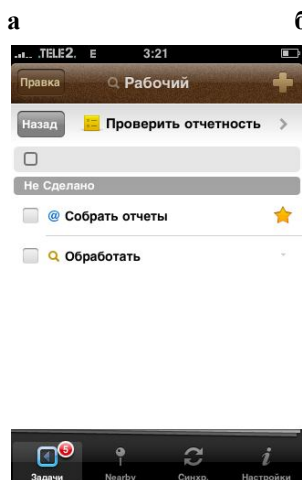 а б
TELE2. E 3:21
Правка Рабочий
Назад Проверить отчетность
Не Сделано
@ Собрать отчеты
Обработать
5
Задачи Nearby Синхр. Настройки